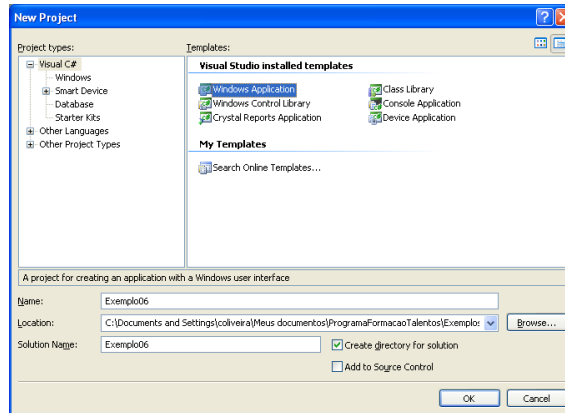 New Project
Project types:
Templates:
Visual C#
Windows
Smart Device
Database
Starter Kits
Other Languages
Other Project Types
Visual Studio installed templates
Windows Application
Class Library
Windows Control Library
Console Application
Crystal Reports Application
Device Application
My Templates
Search Online Templates...
A project for creating an application with a Windows user interface
Name:
Exemplo06
Location:
C:\Documents and Settings\coliveira\Meus documentos\ProgramaFormacaoTalentos\Exemplos
Browse...
Solution Name:
Exemplo06
Create directory for solution
Add to Source Control
OK
Cancel